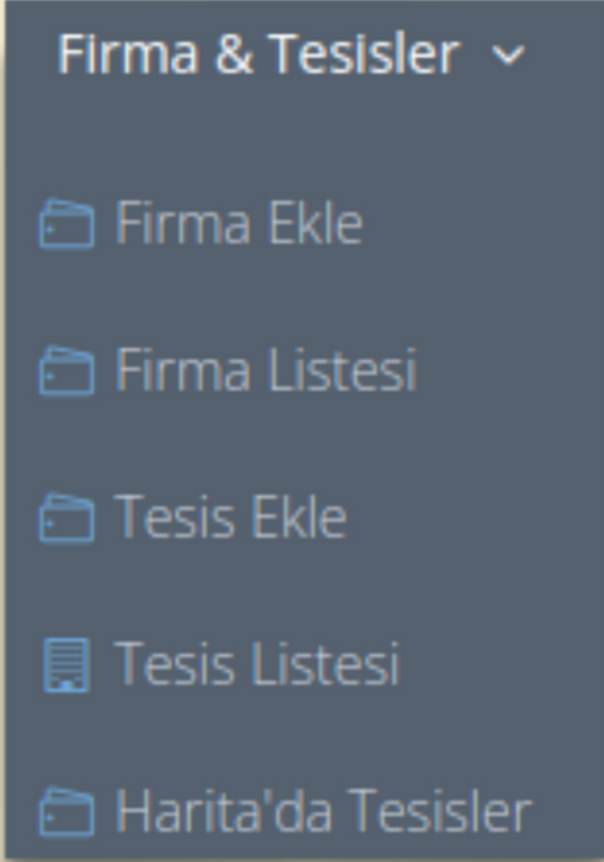 Firma & Tesisler
Firma Ekle
Firma Listesi
Tesis Ekle
Tesis Listesi
Harita'da Tesisler